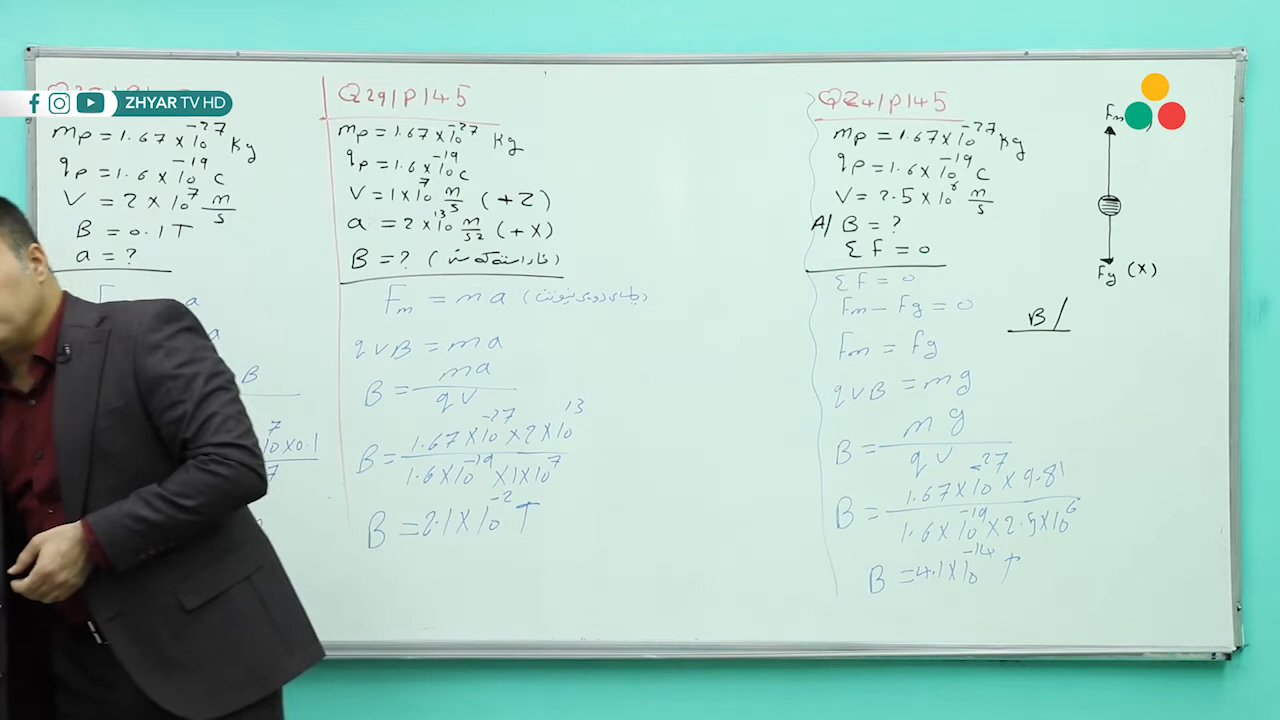 ZHYAR TV HD
mp = 1.67 × 10^-27 Kg
qp = 1.6 × 10^-19 C
V = 2 × 10^7 m/s
B = 0.1 T
a = ?
Q29/P145
mp = 1.67 × 10^-27 Kg
qp = 1.6 × 10^-19 C
V = 1 × 10^7 m/s (+Z)
a = 2 × 10^13 m/s2 (+X)
B = ?
Fm = ma
qVB = ma
B = ma / qV
B = 1.67 × 10^-27 × 2 × 10^13 / 1.6 × 10^-19 × 1 × 10^7
B = 2.1 × 10^-2 T
mp = 1.67 × 10^-27 Kg
qp = 1.6 × 10^-19 C
V = 2.5 × 10^6 m/s
A/ B = ?
Σ F = 0
Σ F = 0
Fm - Fg = 0
Fm = Fg
qVB = mg
B = m g / q V
B = 1.67 × 10^-27 × 9.81 / 1.6 × 10^-19 × 2.5 × 10^6
B = 4.1 × 10^-14 T
Fm
Fg (X)
B/